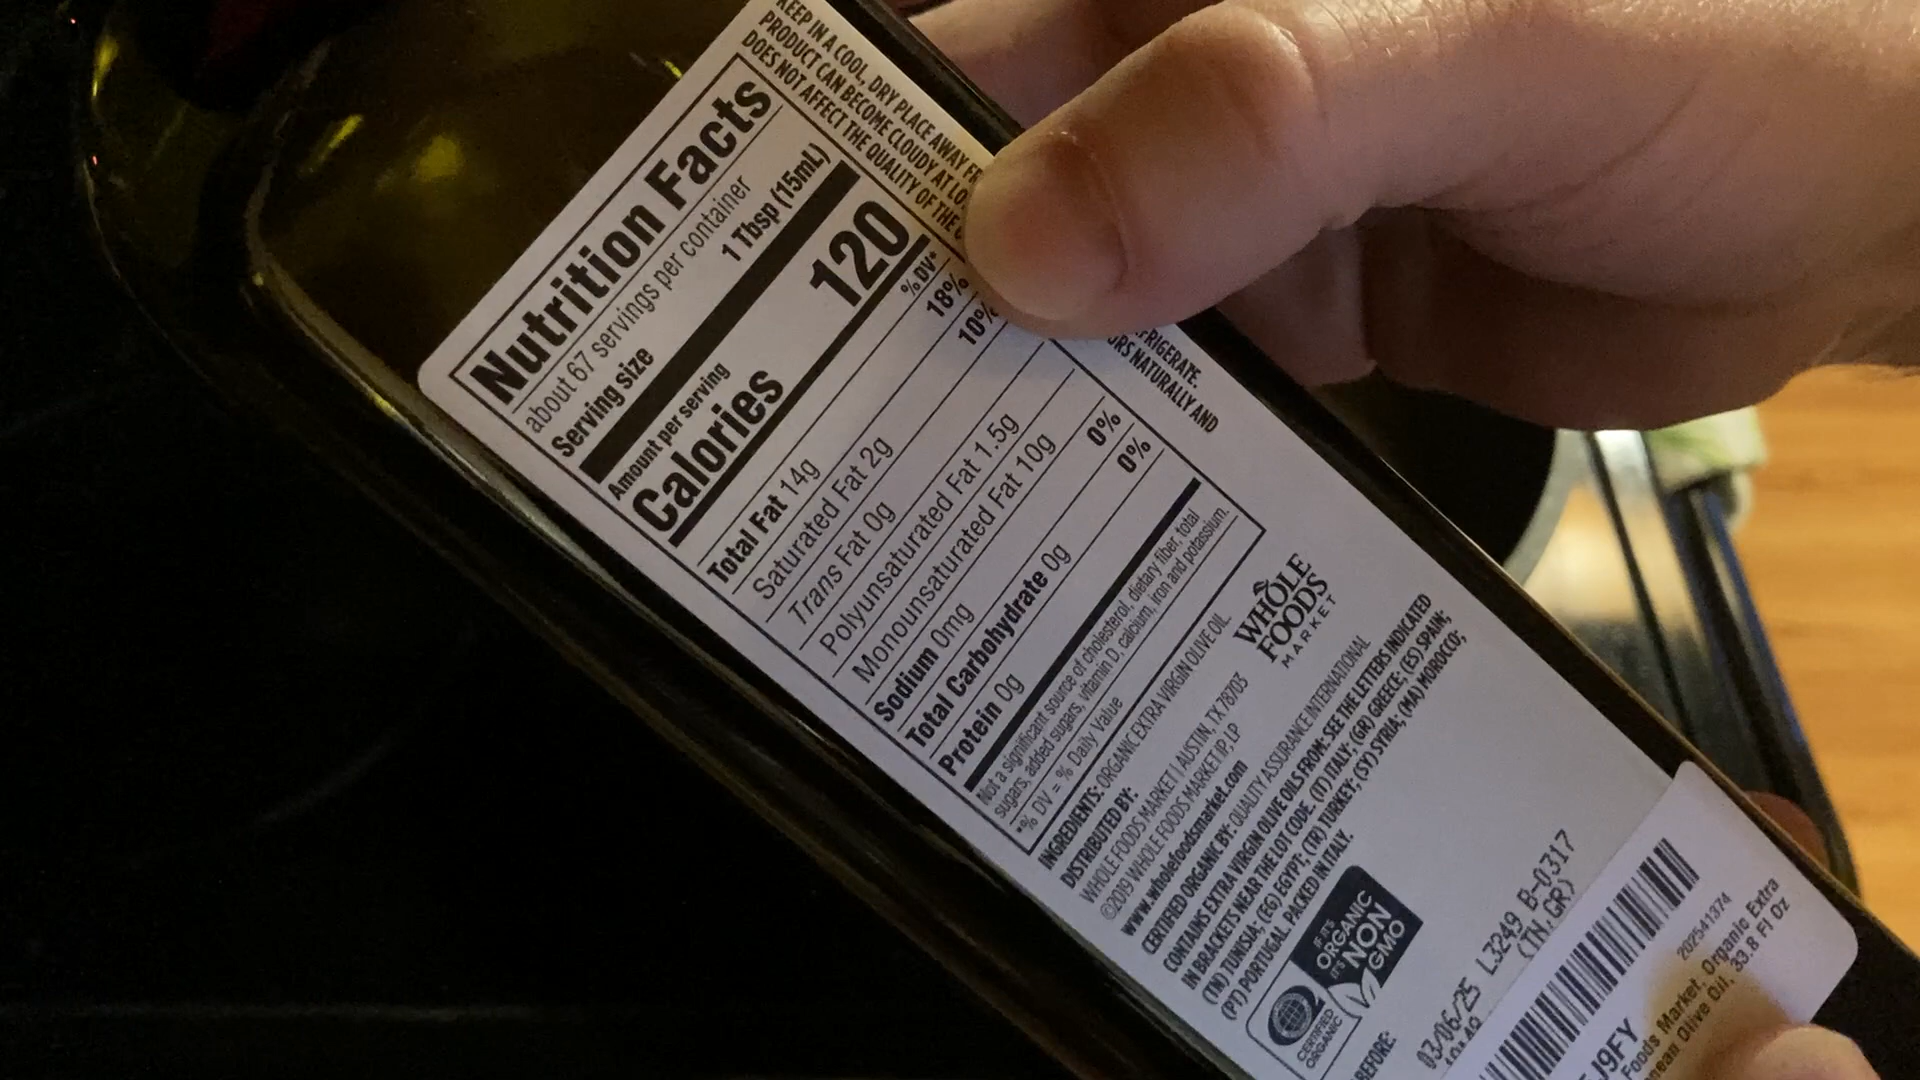 KEEP IN A COOL, DRY PLACE AWAY
PRODUCT CAN BECOME CLOUDY AT
DOES NOT AFFECT THE QUALITY OF THE
REFRIGERATE.
NATURALLY AND
Nutrition Facts
about 67 servings per container
Serving size 1 Tbsp (15mL)
Amount per serving
Calories 120
% DV*
Total Fat 14g 18%
Saturated Fat 2g 10%
Trans Fat 0g
Polyunsaturated Fat 1.5g
Monounsaturated Fat 10g
Sodium 0mg 0%
Total Carbohydrate 0g 0%
Protein 0g
Not a significant source of cholesterol, dietary fiber, total
sugars, added sugars, vitamin D, calcium, iron and potassium.
*% DV = % Daily Value
INGREDIENTS: ORGANIC EXTRA VIRGIN OLIVE OIL.
DISTRIBUTED BY:
WHOLE FOODS MARKET | AUSTIN, TX 78703
©2019 WHOLE FOODS MARKET IP, LP
www.wholefoodsmarket.com
WHOLE
FOODS
MARKET
CERTIFIED ORGANIC BY: QUALITY ASSURANCE INTERNATIONAL
CONTAINS EXTRA VIRGIN OLIVE OILS FROM: SEE THE LETTERS INDICATED
IN BRACKETS NEAR THE LOT CODE. (IT) ITALY; (GR) GREECE; (ES) SPAIN;
(TN) TUNISIA; (EG) EGYPT; (TR) TURKEY; (SY) SYRIA; (MA) MOROCCO;
(PT) PORTUGAL. PACKED IN ITALY.
CERTIFIED
ORGANIC
IF IT'S
ORGANIC
IT'S NON
GMO
BEFORE:
03/06/25 L3249 B-0317
(TN,GR)
202541374
J9FY
Foods Market, Organic Extra
Olive Oil, 33.8 Fl Oz